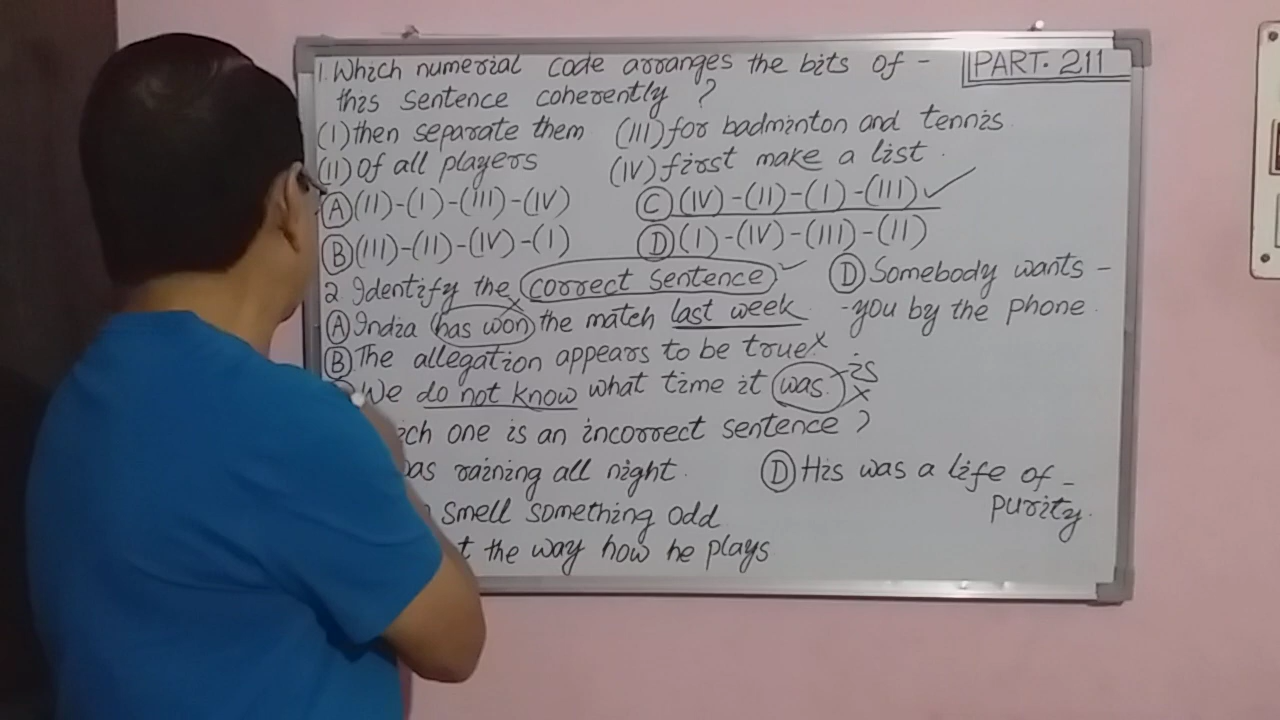 1. Which numerial code arranges the bits of - PART. 211
this sentence coherently ?
(I) then separate them (III) for badminton and tennis
(II) Of all players (IV) first make a list .
(A) (II)-(I)-(III)-(IV) (C) (IV)-(II)-(I)-(III) ✓
(B) (III)-(II)-(IV)-(I) (D) (I)-(IV)-(III)-(II)
2. Identify the correct sentence ✓ (D) Somebody wants -
(A) India has won the match last week. -you by the phone.
x
(B) The allegation appears to be true x
We do not know what time it was. is
x
one is an incorrect sentence ?
raining all night. (D) His was a life of -
purity.
smell something odd
the way how he plays